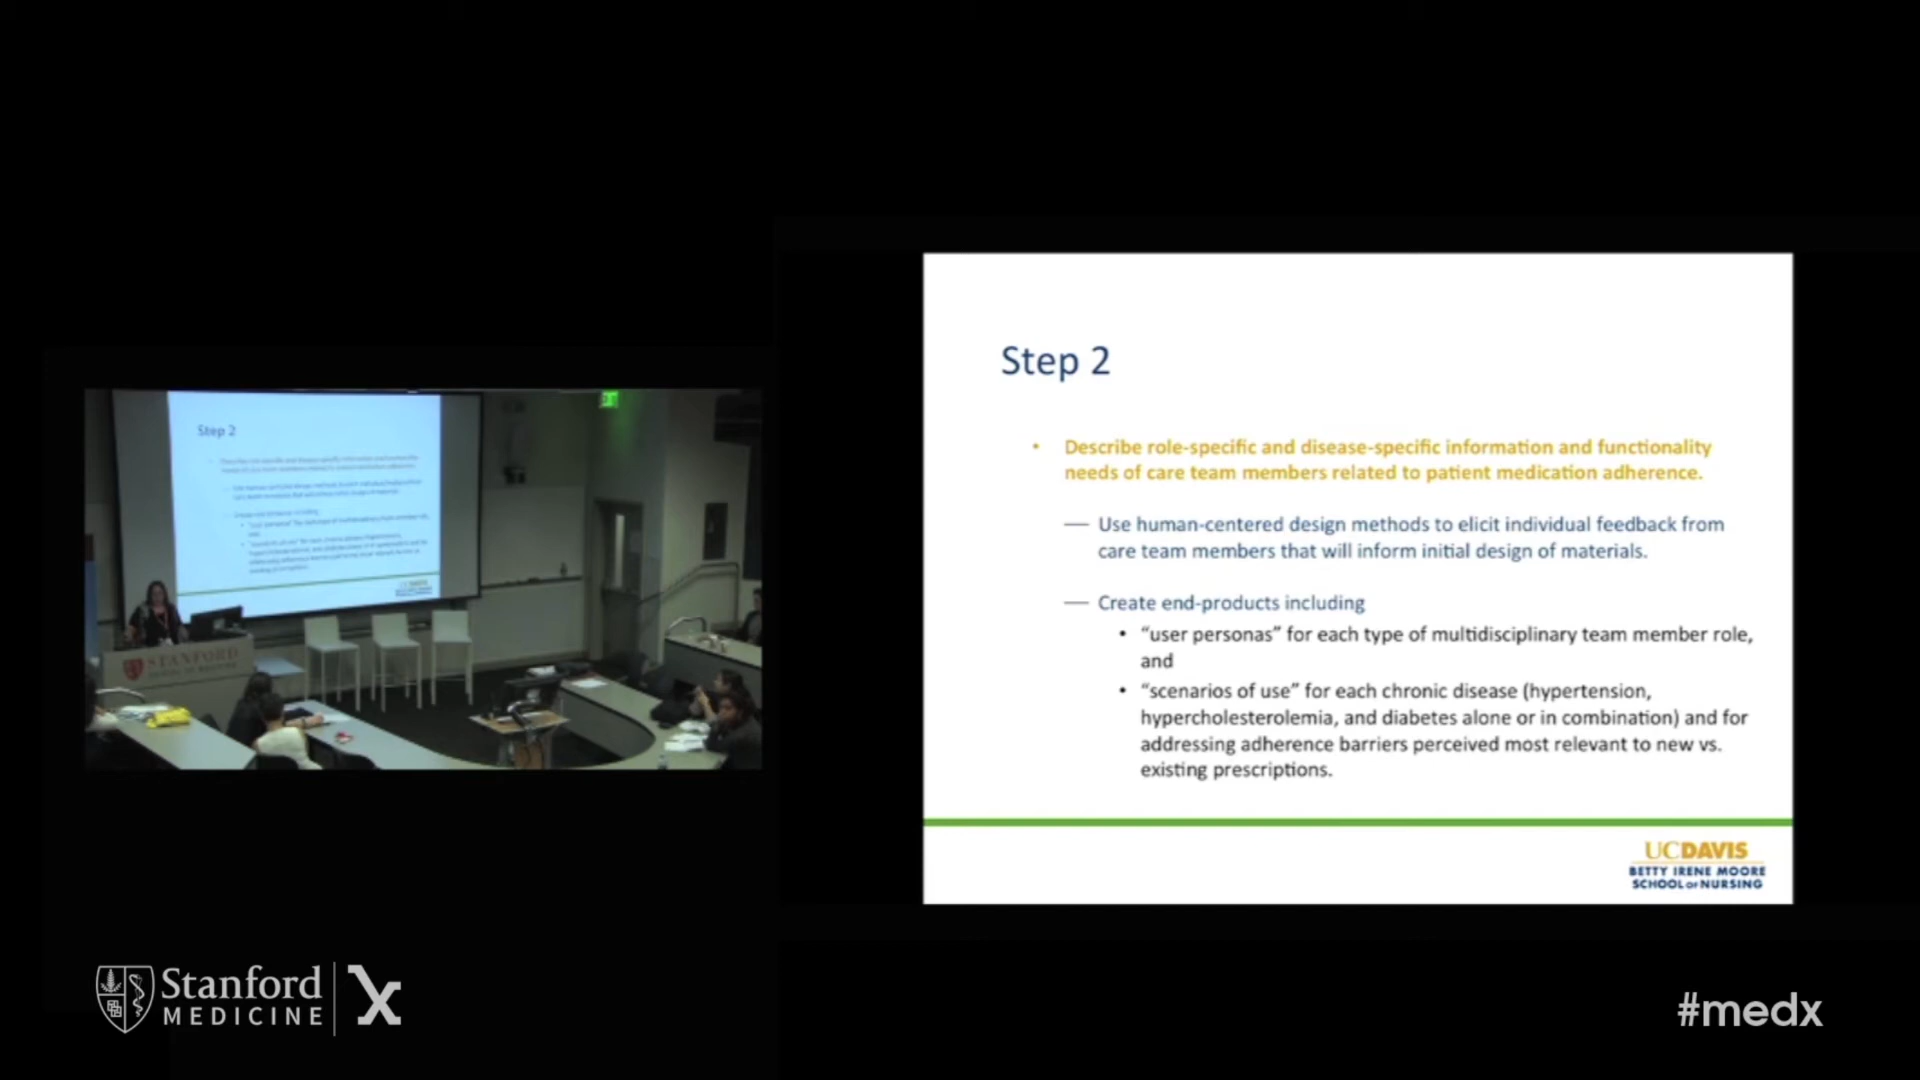 Step 2
• Describe role-specific and disease-specific information and functionality
needs of care team members related to patient medication adherence.
— Use human-centered design methods to elicit individual feedback from
care team members that will inform initial design of materials.
— Create end-products including
• “user personas” for each type of multidisciplinary team member role,
and
• “scenarios of use” for each chronic disease (hypertension,
hypercholesterolemia, and diabetes alone or in combination) and for
addressing adherence barriers perceived most relevant to new vs.
existing prescriptions.
UCDAVIS
BETTY IRENE MOORE
SCHOOL OF NURSING
Step 2
STANFORD
Stanford
MEDICINE
X
#medx